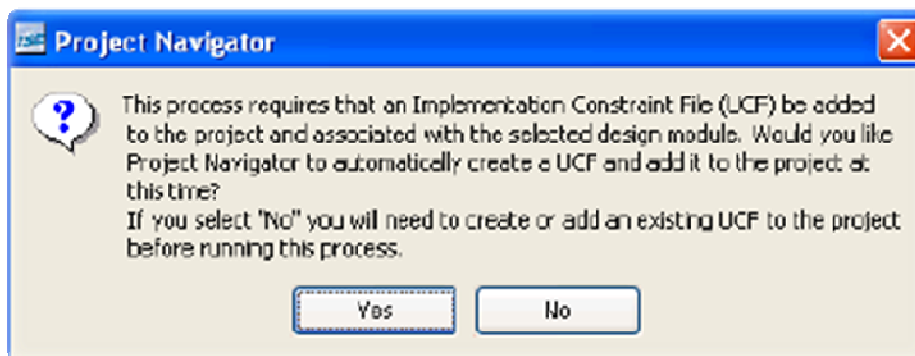 Project Navigator
This process requires that an Implementation Constraint File (UCF) be added
to the project and associated with the selected design module. Would you like
Project Navigator to automatically create a UCF and add it to the project at
this time?
If you select "No" you will need to create or add an existing UCF to the project
before running this process.
Yes
No